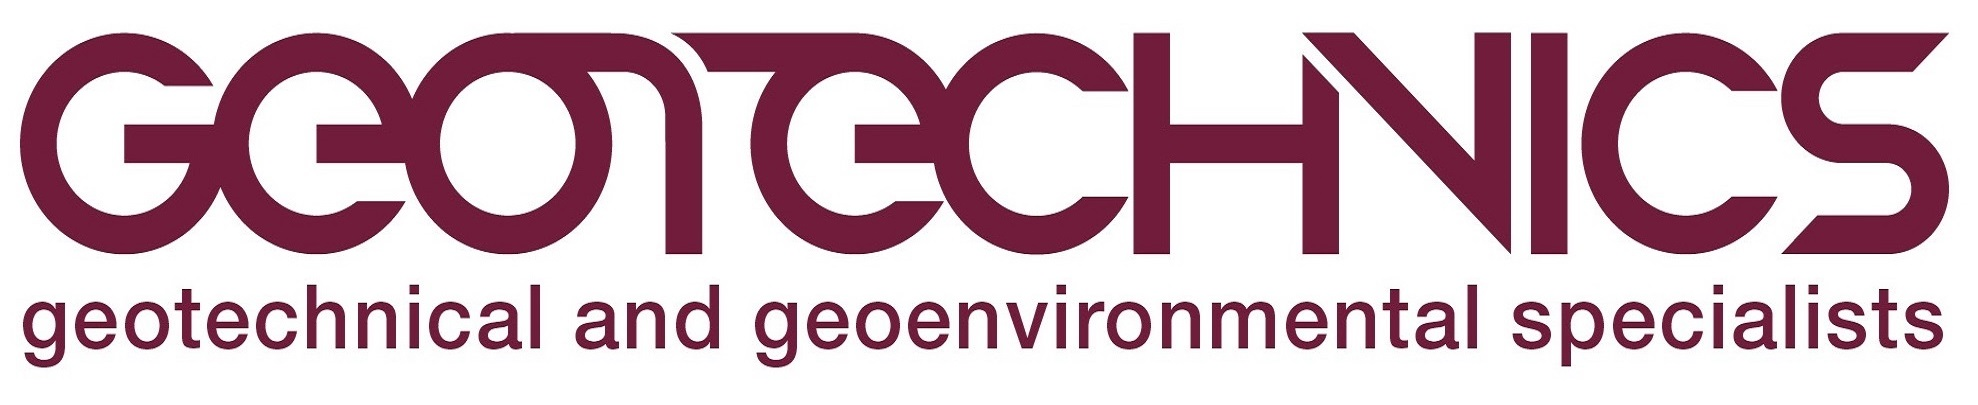 GEOTECHNICS
geotechnical and geoenvironmental specialists